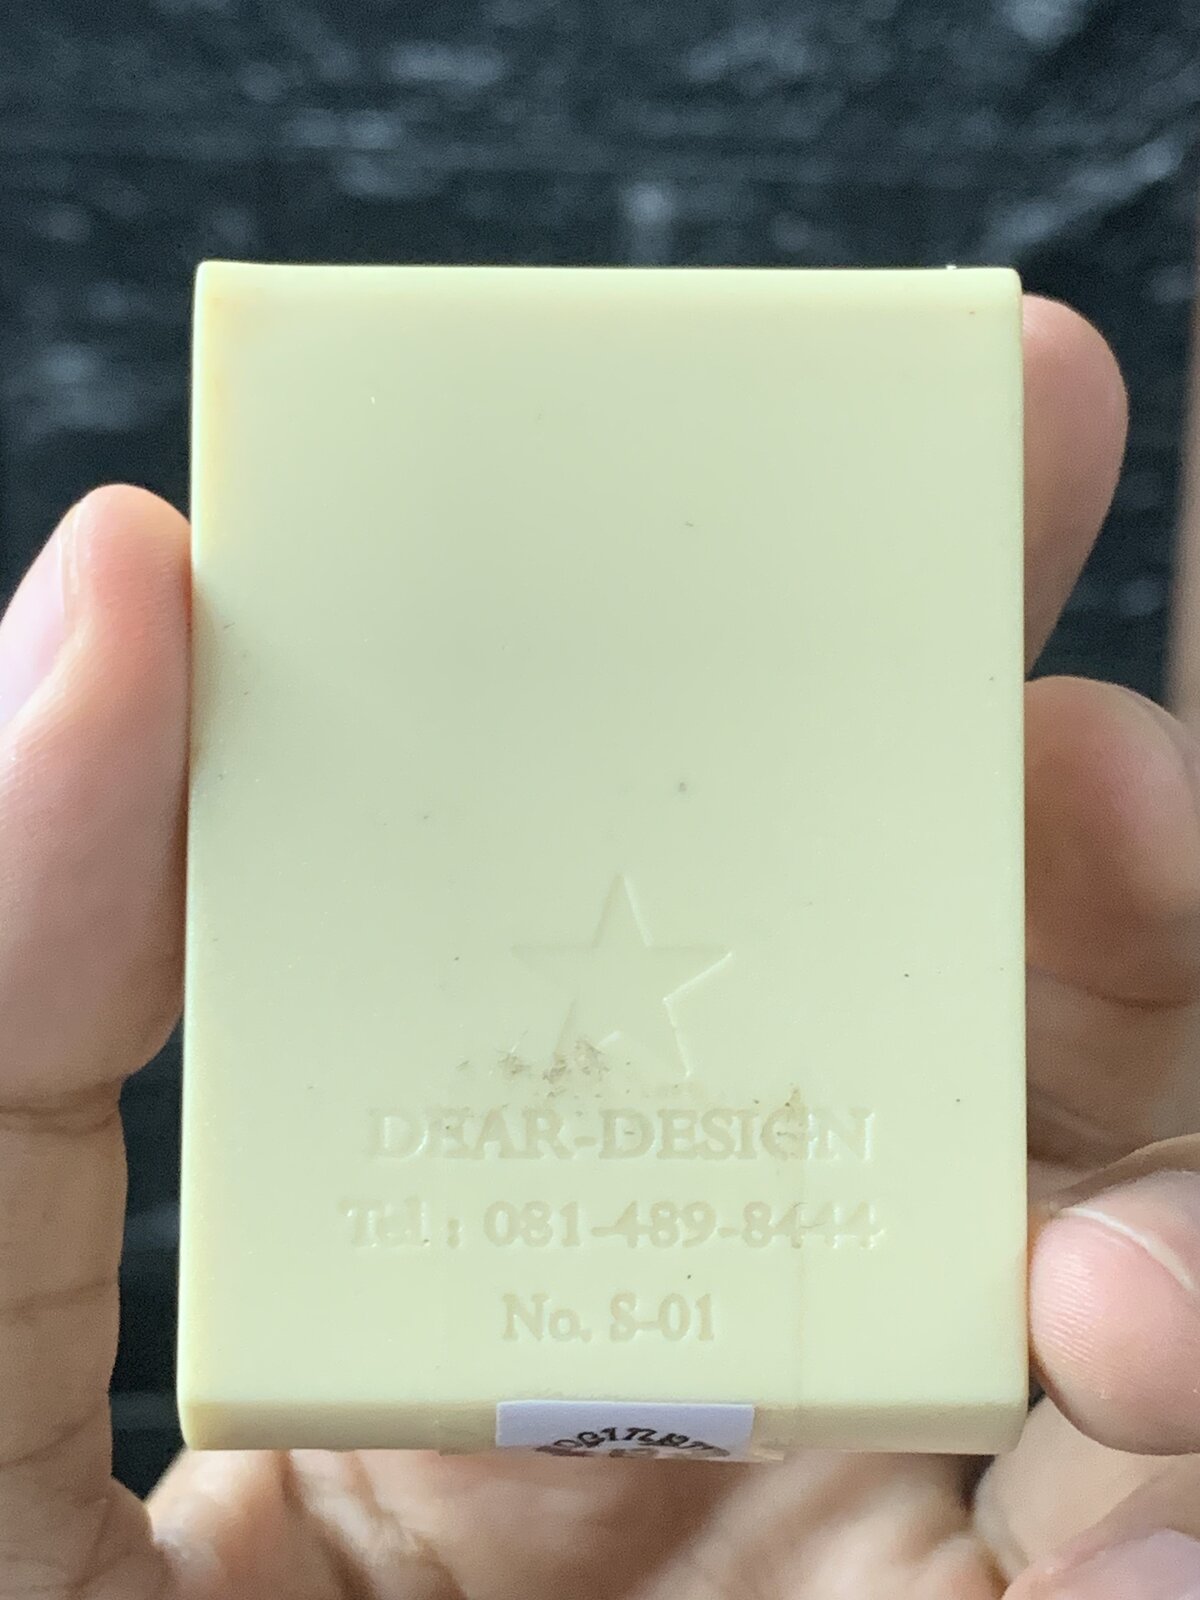 DEAR-DESIGN
Tel : 081-489-8444
No. S-01